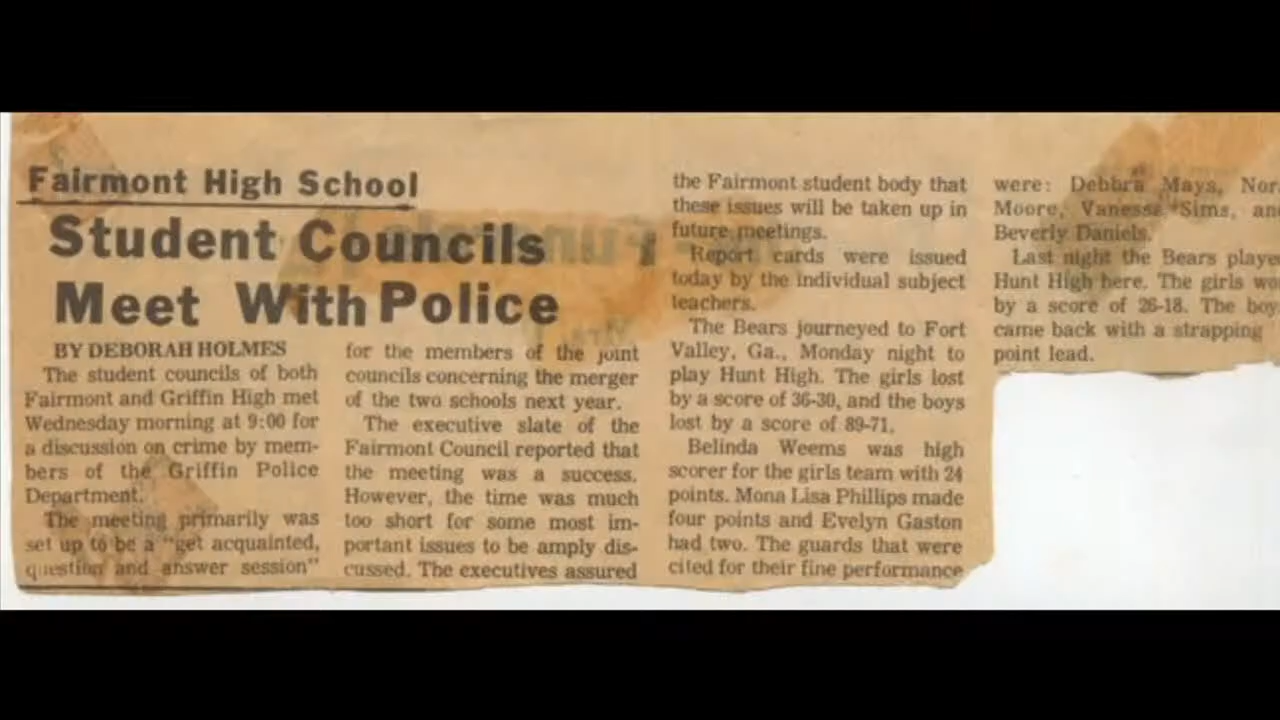 Fairmont High School
Student Councils
Meet With Police
BY DEBORAH HOLMES
The student councils of both
Fairmont and Griffin High met
Wednesday morning at 9:00 for
a discussion on crime by mem-
bers of the Griffin Police
Department.
The meeting primarily was
set up to be a "get acquainted,
question and answer session"
for the members of the joint
councils concerning the merger
of the two schools next year.
The executive slate of the
Fairmont Council reported that
the meeting was a success.
However, the time was much
too short for some most im-
portant issues to be amply dis-
cussed. The executives assured
the Fairmont student body that
these issues will be taken up in
future meetings.
Report cards were issued
today by the individual subject
teachers.
The Bears journeyed to Fort
Valley, Ga., Monday night to
play Hunt High. The girls lost
by a score of 36-30, and the boys
lost by a score of 89-71.
Belinda Weems was high
scorer for the girls team with 24
points. Mona Lisa Phillips made
four points and Evelyn Gaston
had two. The guards that were
cited for their fine performance
were: Debbra Mays,
Moore, Vanessa Sims,
Beverly Daniels.
Last night the Bears
Hunt High here. The girls
by a score of 26-18. The
came back with a strapping
point lead.